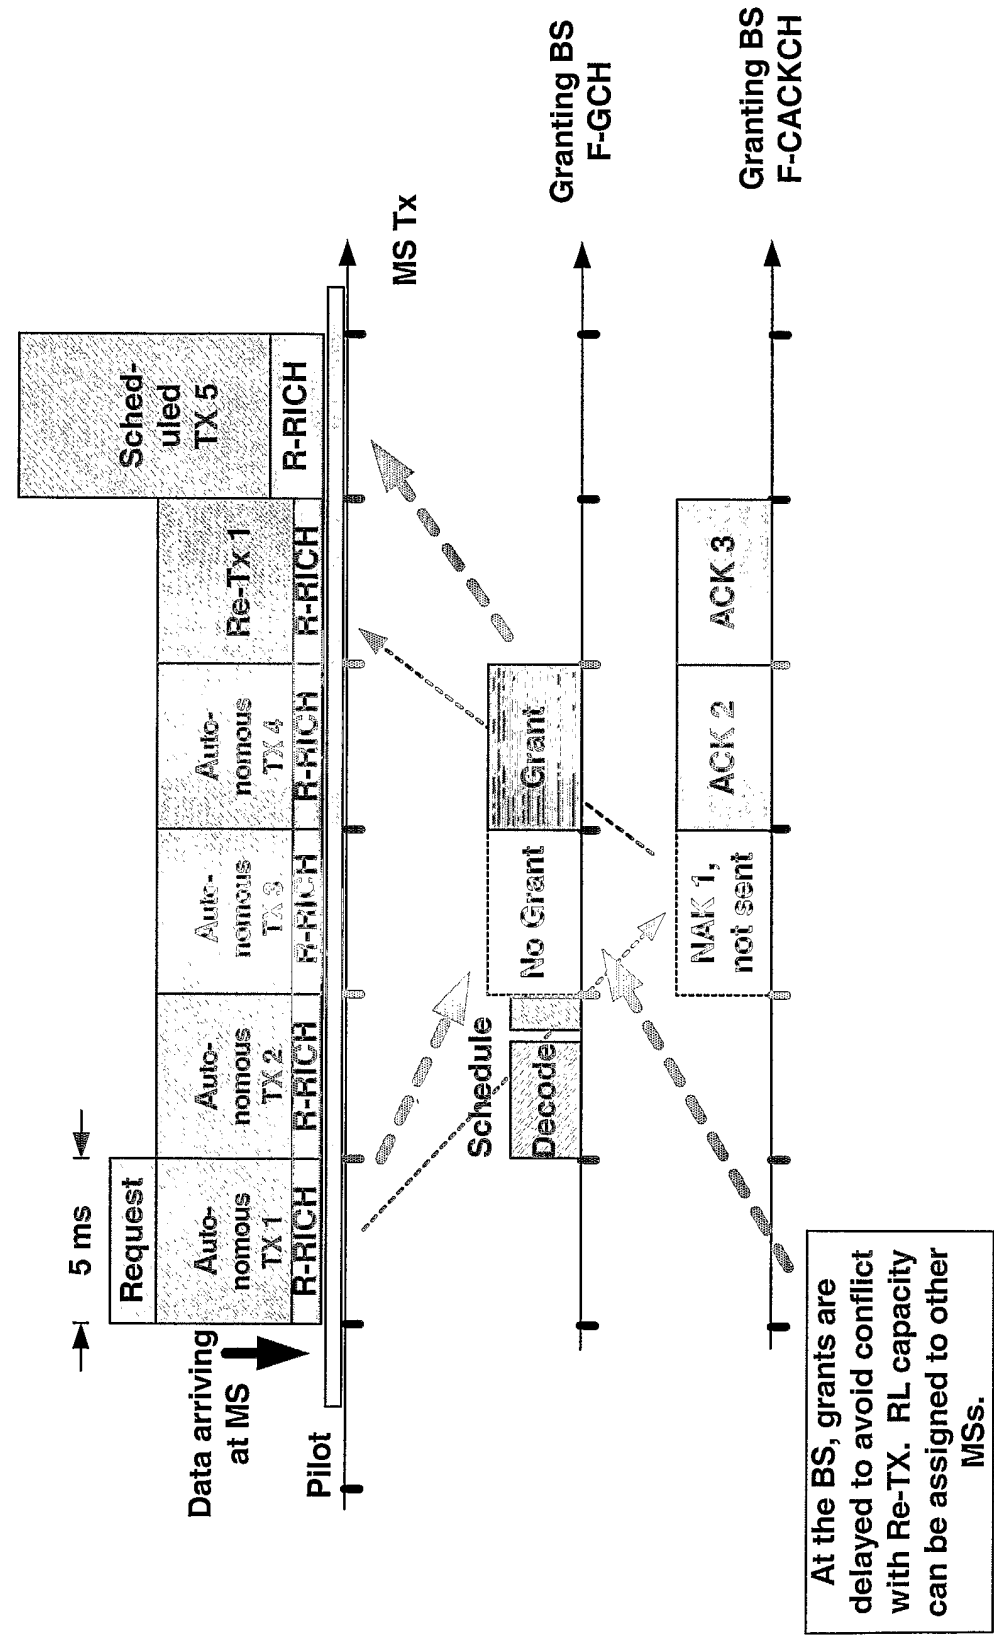 5 ms
Request
Auto-
nomous
TX 1
R-RICH
Auto-
nomous
TX 2
R-RICH
Auto-
nomous
TX 3
R-RICH
Auto-
nomous
TX 4
R-RICH
Re-Tx 1
R-RICH
Sched-
uled
TX 5
R-RICH
Data arriving
at MS
Pilot
MS Tx
Schedule
Decode
No Grant
Grant
Granting BS
F-GCH
NAK 1,
not sent
ACK 2
ACK 3
Granting BS
F-CACKCH
At the BS, grants are
delayed to avoid conflict
with Re-TX. RL capacity
can be assigned to other
MSs.